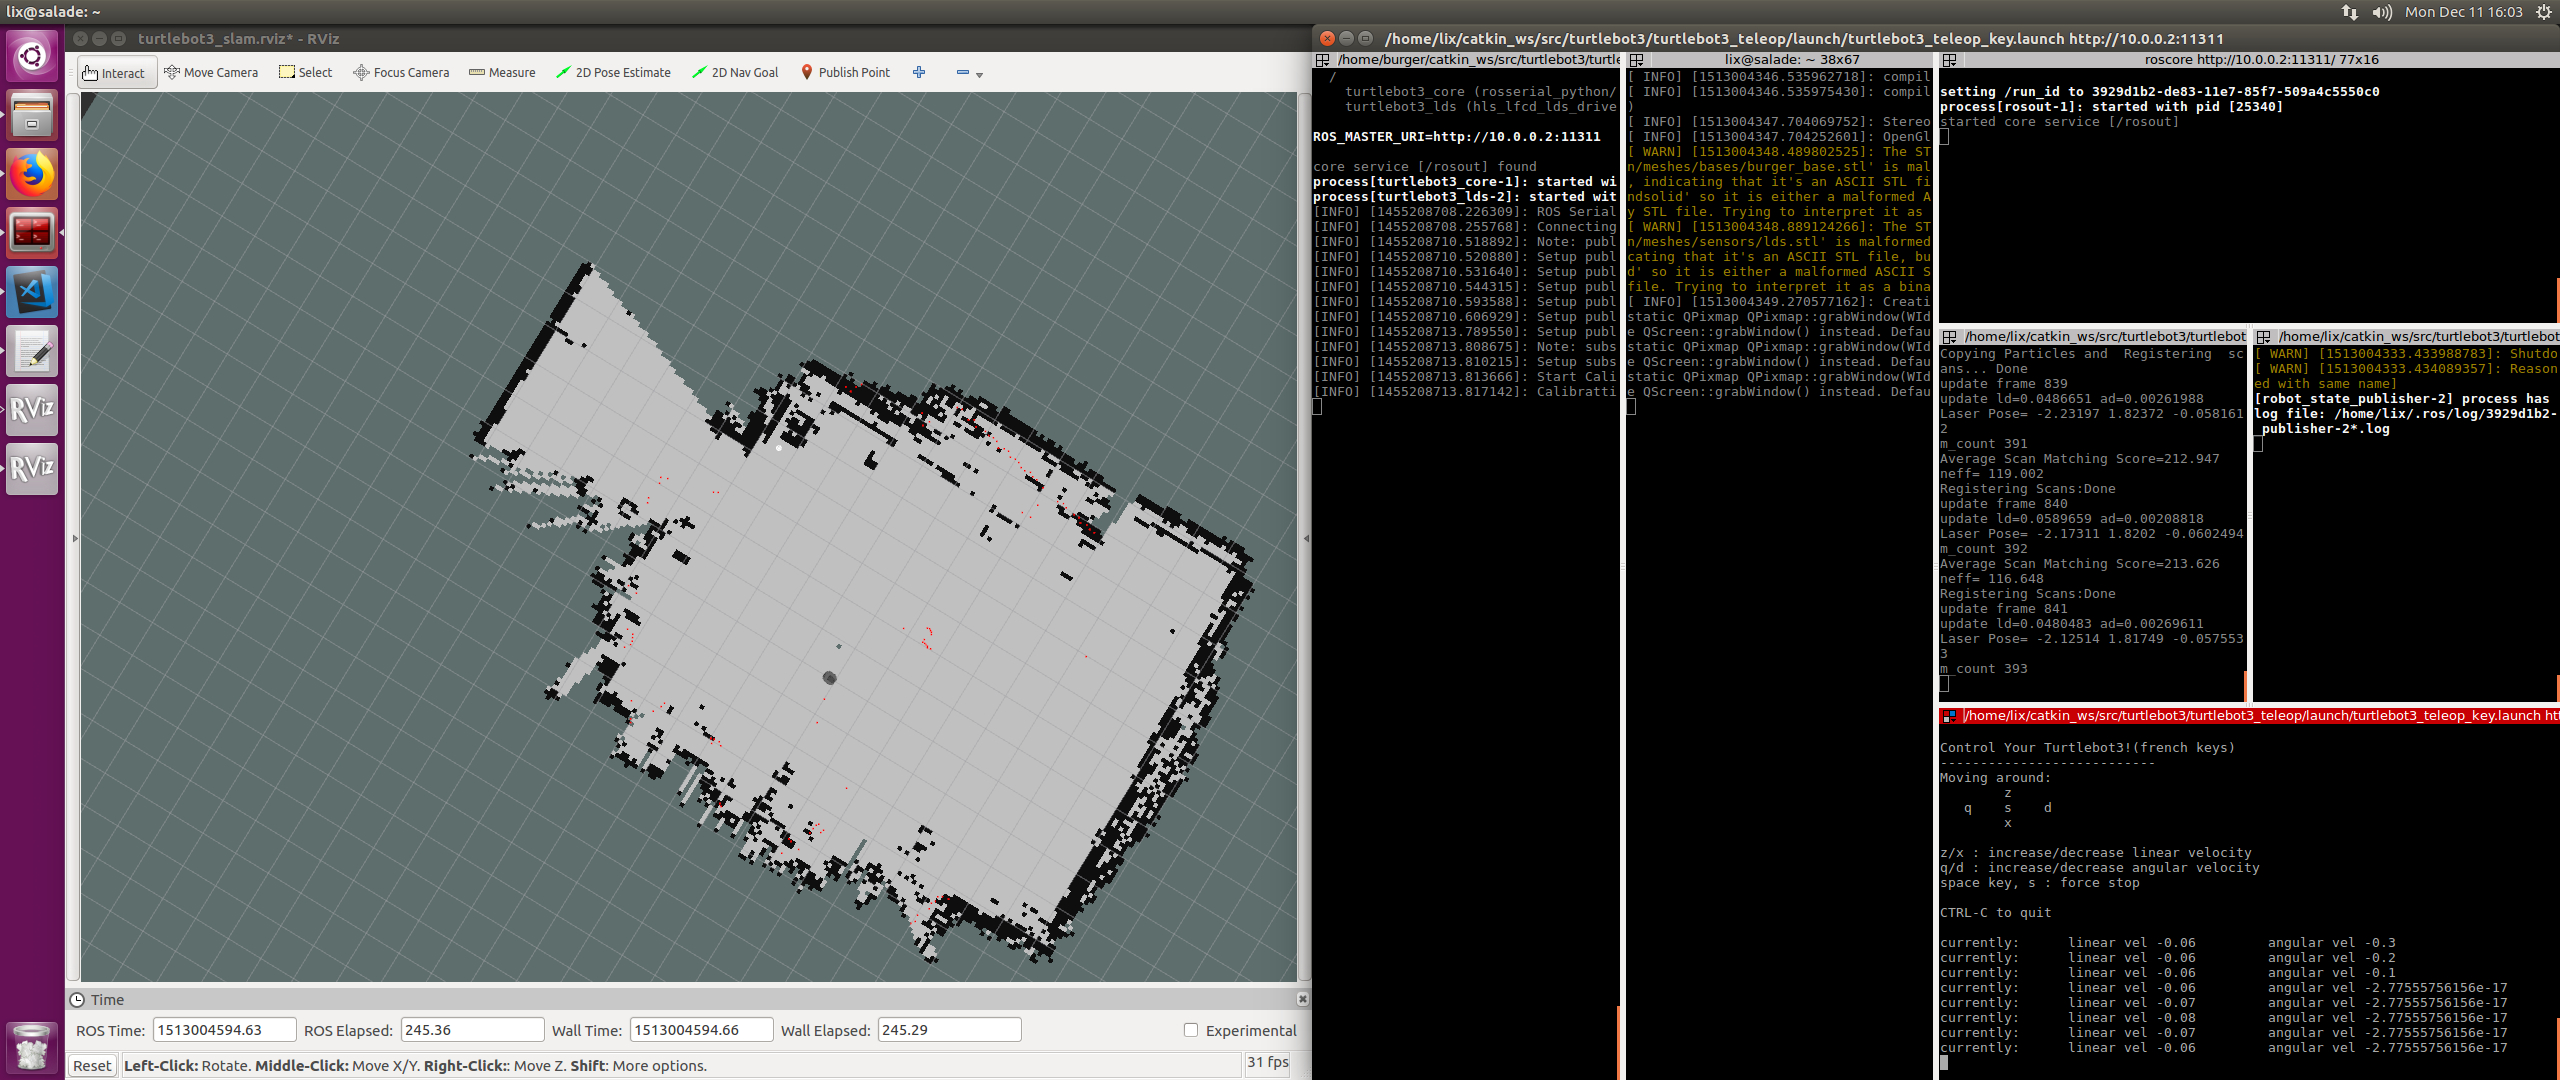 lix@salade: ~
Mon Dec 11 16:03
turtlebot3_slam.rviz* - RViz
Interact
Move Camera
Select
Focus Camera
Measure
2D Pose Estimate
2D Nav Goal
Publish Point
RViz
RViz
Time
ROS Time: 1513004594.63 ROS Elapsed: 245.36 Wall Time: 1513004594.66 Wall Elapsed: 245.29 Experimental
Reset Left-Click: Rotate. Middle-Click: Move X/Y. Right-Click:: Move Z. Shift: More options. 31 fps
/home/lix/catkin_ws/src/turtlebot3/turtlebot3_teleop/launch/turtlebot3_teleop_key.launch http://10.0.0.2:11311
/home/burger/catkin_ws/src/turtlebot3/turtle
/
turtlebot3_core (rosserial_python/
turtlebot3_lds (hls_lfcd_lds_drive
ROS_MASTER_URI=http://10.0.0.2:11311
core service [/rosout] found
process[turtlebot3_core-1]: started wi
process[turtlebot3_lds-2]: started wit
[INFO] [1455208708.226309]: ROS Serial
[INFO] [1455208708.255768]: Connecting
[INFO] [1455208710.518892]: Note: publ
[INFO] [1455208710.520880]: Setup publ
[INFO] [1455208710.531640]: Setup publ
[INFO] [1455208710.544315]: Setup publ
[INFO] [1455208710.593588]: Setup publ
[INFO] [1455208710.606929]: Setup publ
[INFO] [1455208713.789550]: Setup publ
[INFO] [1455208713.808675]: Note: subs
[INFO] [1455208713.810215]: Setup subs
[INFO] [1455208713.813666]: Start Cali
[INFO] [1455208713.817142]: Calibratti
lix@salade: ~ 38x67
[ INFO] [1513004346.535962718]: compil
[ INFO] [1513004346.535975430]: compil
)
[ INFO] [1513004347.704069752]: Stereo
[ INFO] [1513004347.704252601]: OpenGl
[ WARN] [1513004348.489802525]: The ST
n/meshes/bases/burger_base.stl' is mal
, indicating that it's an ASCII STL fi
ndsolid' so it is either a malformed A
y STL file. Trying to interpret it as
[ WARN] [1513004348.889124266]: The ST
n/meshes/sensors/lds.stl' is malformed
cating that it's an ASCII STL file, bu
d' so it is either a malformed ASCII S
file. Trying to interpret it as a bina
[ INFO] [1513004349.270577162]: Creati
static QPixmap QPixmap::grabWindow(WId
e QScreen::grabWindow() instead. Defau
static QPixmap QPixmap::grabWindow(WId
e QScreen::grabWindow() instead. Defau
static QPixmap QPixmap::grabWindow(WId
e QScreen::grabWindow() instead. Defau
roscore http://10.0.0.2:11311/ 77x16
setting /run_id to 3929d1b2-de83-11e7-85f7-509a4c5550c0
process[rosout-1]: started with pid [25340]
started core service [/rosout]
/home/lix/catkin_ws/src/turtlebot3/turtlebot
Copying Particles and  Registering  sc
ans... Done
update frame 839
update ld=0.0486651 ad=0.00261988
Laser Pose= -2.23197 1.82372 -0.058161
2
m_count 391
Average Scan Matching Score=212.947
neff= 119.002
Registering Scans:Done
update frame 840
update ld=0.0589659 ad=0.00208818
Laser Pose= -2.17311 1.8202 -0.0602494
m_count 392
Average Scan Matching Score=213.626
neff= 116.648
Registering Scans:Done
update frame 841
update ld=0.0480483 ad=0.00269611
Laser Pose= -2.12514 1.81749 -0.057553
3
m_count 393
/home/lix/catkin_ws/src/turtlebot3/turtlebo
[ WARN] [1513004333.433988783]: Shutdo
[ WARN] [1513004333.434089357]: Reason
ed with same name]
[robot_state_publisher-2] process has
log file: /home/lix/.ros/log/3929d1b2-
_publisher-2*.log
/home/lix/catkin_ws/src/turtlebot3/turtlebot3_teleop/launch/turtlebot3_teleop_key.launch htt
Control Your Turtlebot3!(french keys)
---------------------------
Moving around:
z
q s d
x
z/x : increase/decrease linear velocity
q/d : increase/decrease angular velocity
space key, s : force stop
CTRL-C to quit
currently: linear vel -0.06 angular vel -0.3
currently: linear vel -0.06 angular vel -0.2
currently: linear vel -0.06 angular vel -0.1
currently: linear vel -0.06 angular vel -2.77555756156e-17
currently: linear vel -0.07 angular vel -2.77555756156e-17
currently: linear vel -0.08 angular vel -2.77555756156e-17
currently: linear vel -0.07 angular vel -2.77555756156e-17
currently: linear vel -0.06 angular vel -2.77555756156e-17